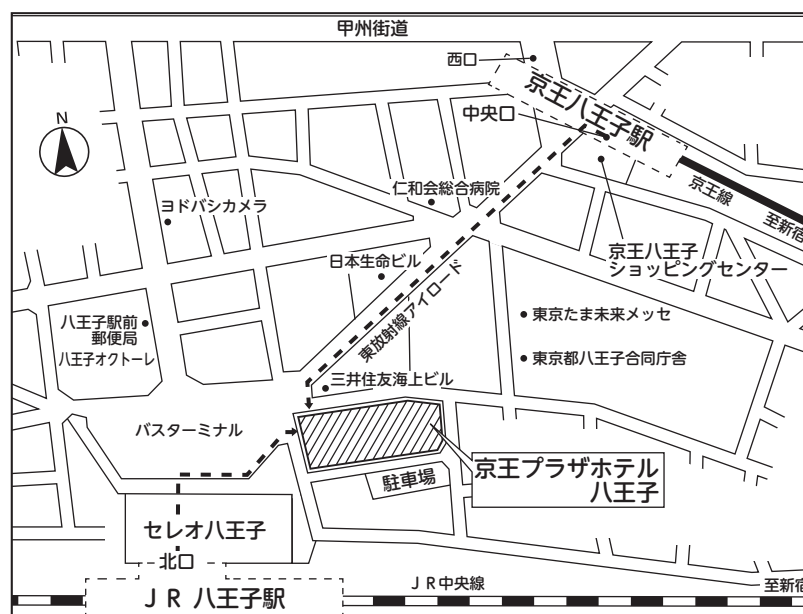 甲州街道
西口
京王八王子駅
中央口
N
仁和会総合病院
京王線
至新宿
ヨドバシカメラ
京王八王子
ショッピングセンター
日本生命ビル
東放射線アイロード
東京たま未来メッセ
八王子駅前
郵便局
八王子オクトーレ
東京都八王子合同庁舎
三井住友海上ビル
バスターミナル
京王プラザホテル
八王子
駐車場
セレオ八王子
北口
JR中央線
至新宿
JR 八王子駅